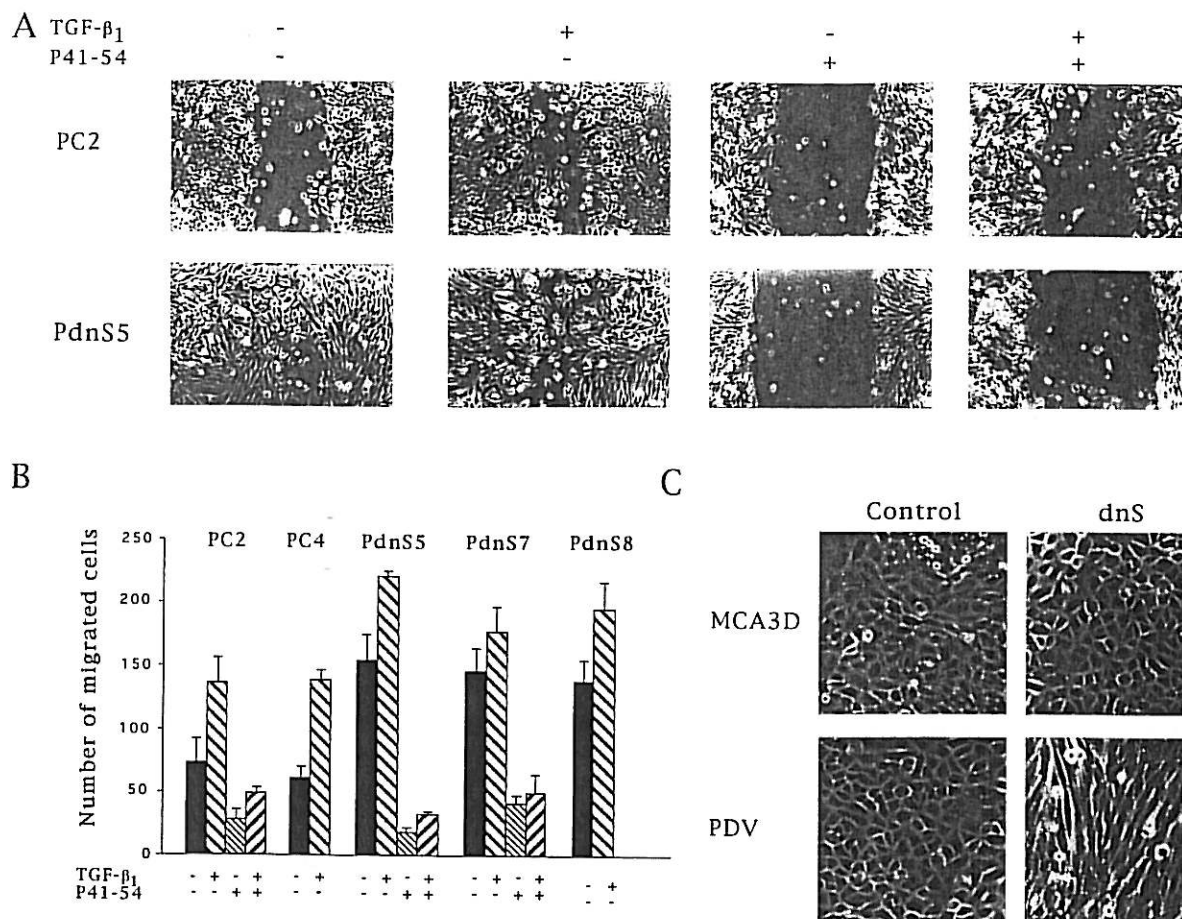 A
TGF-β₁ - + - +
P41-54 - - + +
PC2
PdnS5
B
Number of migrated cells
250
200
150
100
50
0
PC2 PC4 PdnS5 PdnS7 PdnS8
TGF-β₁ - + - + - + - + - + - + - + - +
P41-54 - - + + - - - - + + - - + + - -
C
Control dnS
MCA3D
PDV